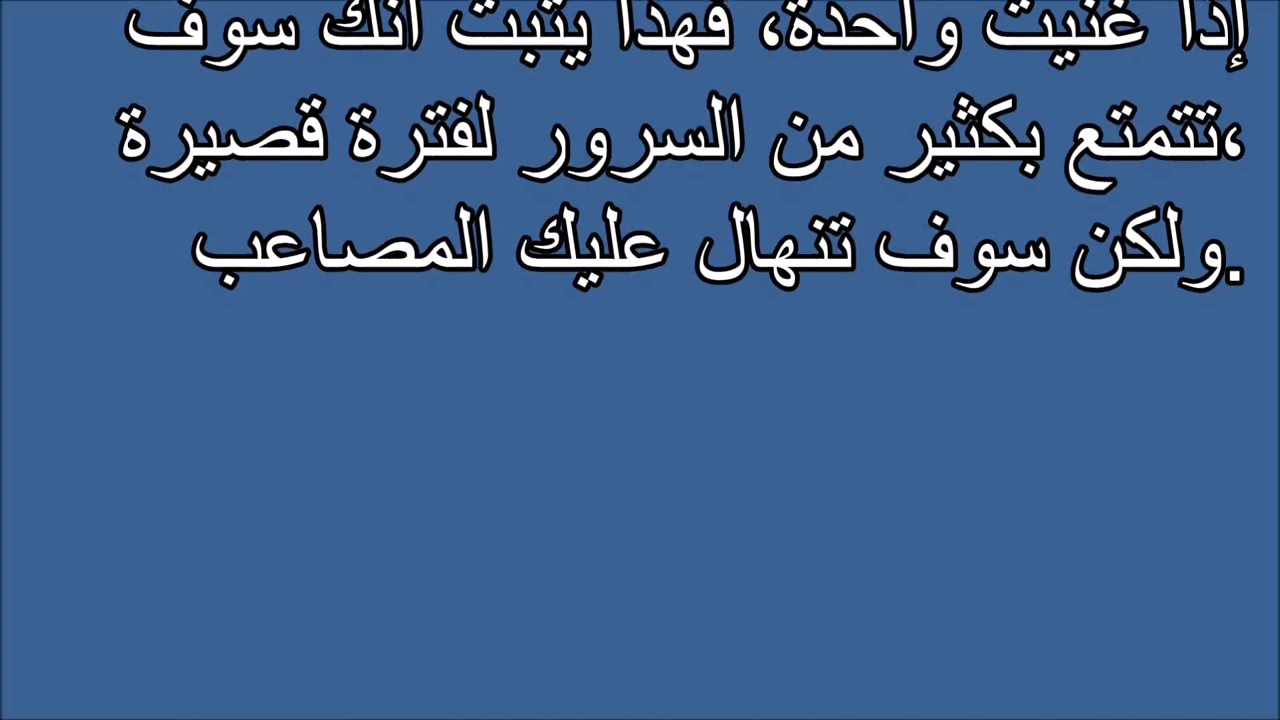 إذا غنيت واحدة، فهذا يثبت أنك سوف
تتمتع بكثير من السرور لفترة قصيرة،
ولكن سوف تنهال عليك المصاعب.